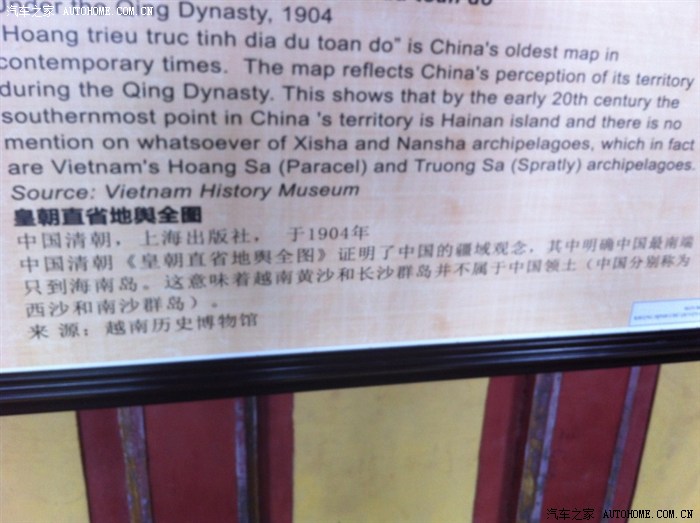 汽车之家 AUTOHOME.COM.CN
Qing Dynasty, 1904
"Hoang trieu truc tinh dia du toan do" is China's oldest map in
contemporary times. The map reflects China's perception of its territory
during the Qing Dynasty. This shows that by the early 20th century the
southernmost point in China 's territory is Hainan island and there is no
mention on whatsoever of Xisha and Nansha archipelagoes, which in fact
are Vietnam's Hoang Sa (Paracel) and Truong Sa (Spratly) archipelagoes.
Source: Vietnam History Museum
皇朝直省地舆全图
中国清朝，上海出版社， 于1904年
中国清朝《皇朝直省地舆全图》证明了中国的疆域观念，其中明确中国最南端
只到海南岛。这意味着越南黄沙和长沙群岛并不属于中国领土（中国分别称为
西沙和南沙群岛）。
来 源：越南历史博物馆
汽车之家 AUTOHOME.COM.CN